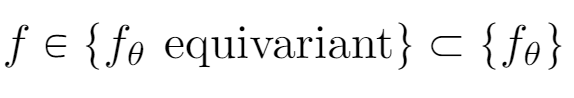 f ∈ {f_θ equivariant} ⊂ {f_θ}